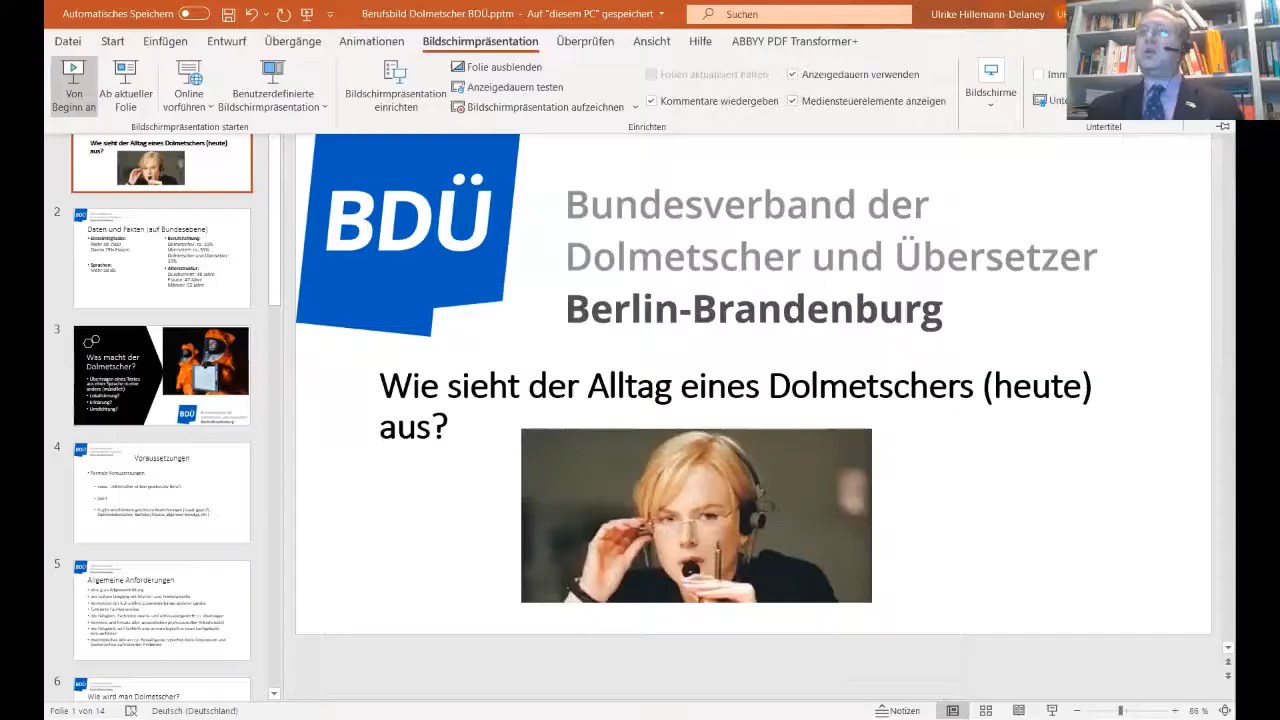 Automatisches Speichern
Berufsbild Dolmetscher BDÜ.pptm - Auf "diesem PC" gespeichert
Suchen
Ulrike Hillemann-Delaney
Datei Start Einfügen Entwurf Übergänge Animationen Bildschirmpräsentation Überprüfen Ansicht Hilfe ABBYY PDF Transformer+
Von Beginn an
Ab aktueller Folie
Online vorführen
Benutzerdefinierte Bildschirmpräsentation
Bildschirmpräsentation einrichten
Folie ausblenden
Anzeigedauern testen
Bildschirmpräsentation aufzeichnen
Folien aktualisiert halten
Kommentare wiedergeben
Anzeigedauern verwenden
Mediensteuerelemente anzeigen
Bildschirme
Bildschirmpräsentation starten
Einrichten
Untertitel
Wie sieht der Alltag eines Dolmetschers (heute)
aus?
2
BDÜ
Daten und Fakten (auf Bundesebene)
3
Was macht der
Dolmetscher?
BDÜ
4
BDÜ
Voraussetzungen
5
BDÜ
Allgemeine Anforderungen
6
BDÜ
Wie wird man Dolmetscher?
BDÜ
Bundesverband der
Dolmetscher und Übersetzer
Berlin-Brandenburg
Wie sieht der Alltag eines Dolmetschers (heute)
aus?
Folie 1 von 14
Deutsch (Deutschland)
Notizen
86 %